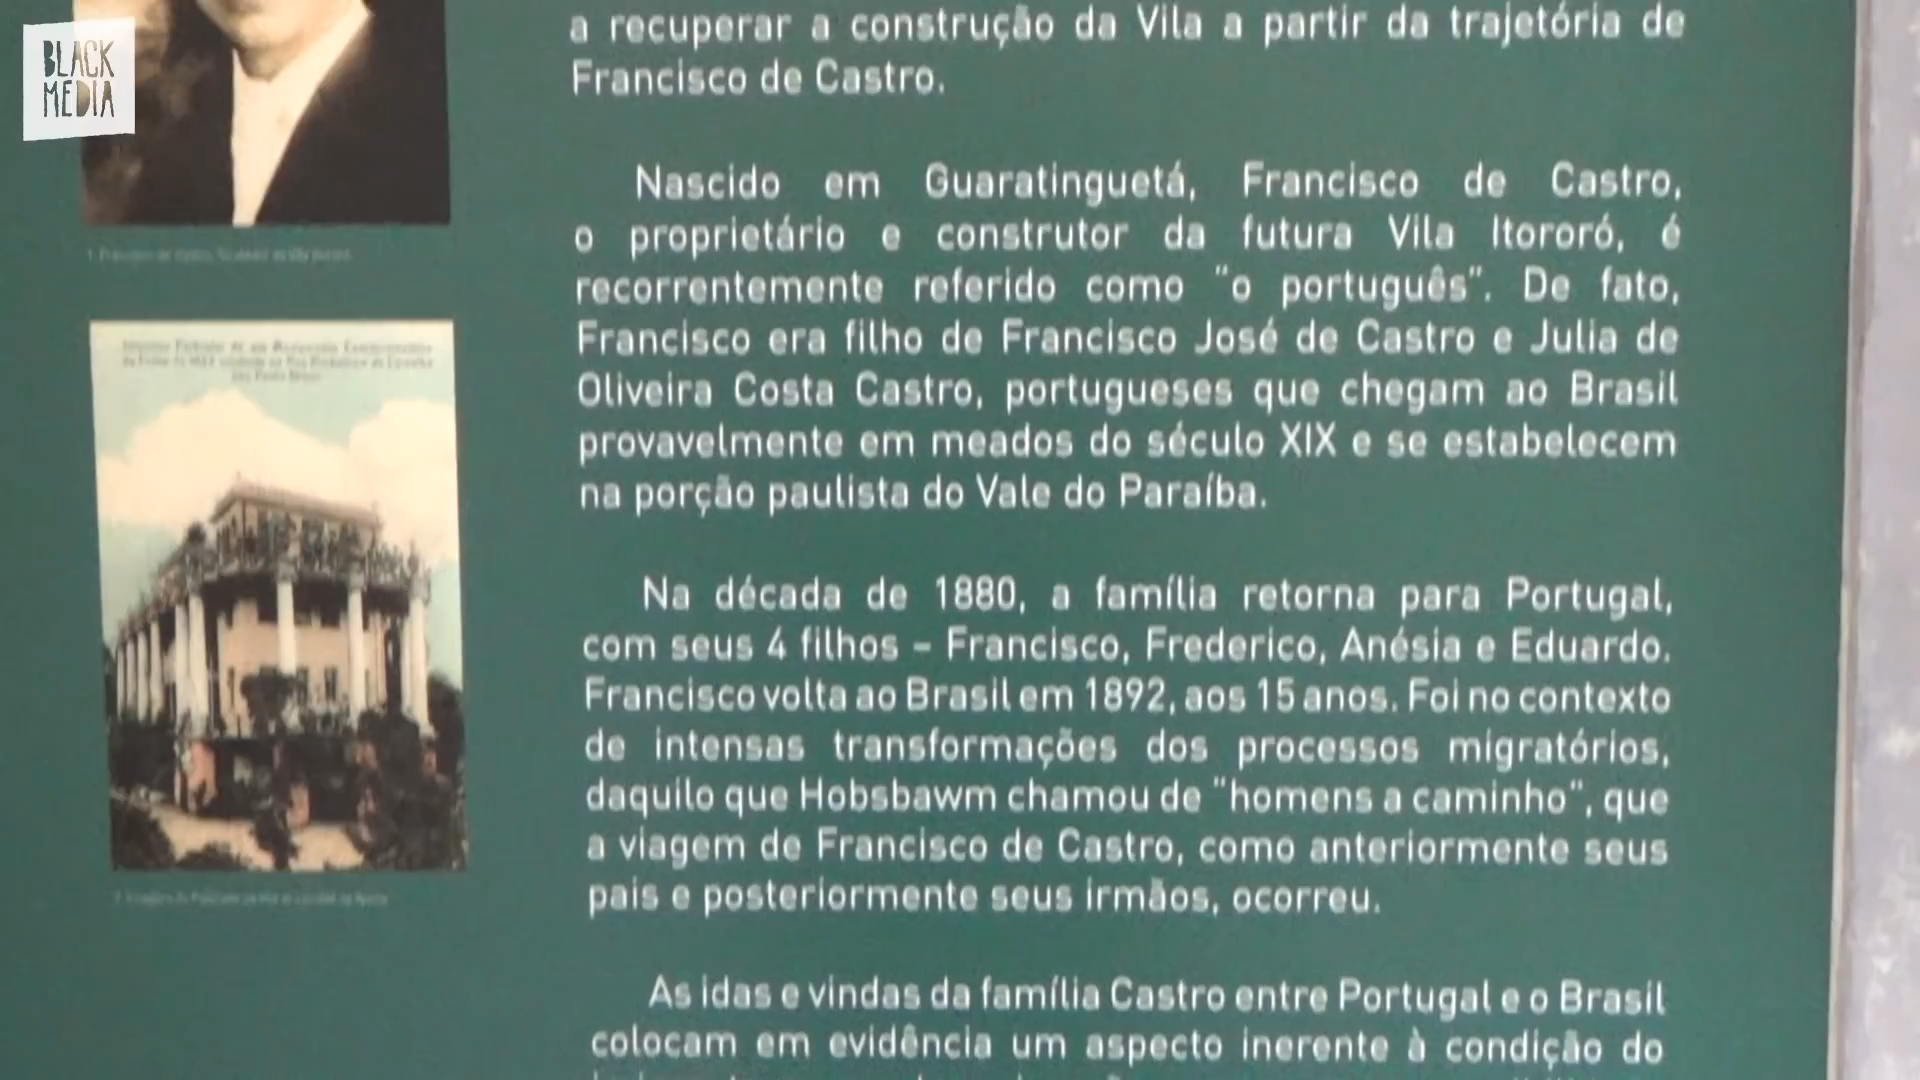 BLACK
MEDIA
a recuperar a construção da Vila a partir da trajetória de
Francisco de Castro.
Nascido em Guaratinguetá, Francisco de Castro,
o proprietário e construtor da futura Vila Itororó, é
recorrentemente referido como "o português". De fato,
Francisco era filho de Francisco José de Castro e Julia de
Oliveira Costa Castro, portugueses que chegam ao Brasil
provavelmente em meados do século XIX e se estabelecem
na porção paulista do Vale do Paraíba.
Na década de 1880, a família retorna para Portugal,
com seus 4 filhos – Francisco, Frederico, Anésia e Eduardo.
Francisco volta ao Brasil em 1892, aos 15 anos. Foi no contexto
de intensas transformações dos processos migratórios,
daquilo que Hobsbawm chamou de "homens a caminho", que
a viagem de Francisco de Castro, como anteriormente seus
pais e posteriormente seus irmãos, ocorreu.
As idas e vindas da família Castro entre Portugal e o Brasil
colocam em evidência um aspecto inerente à condição do